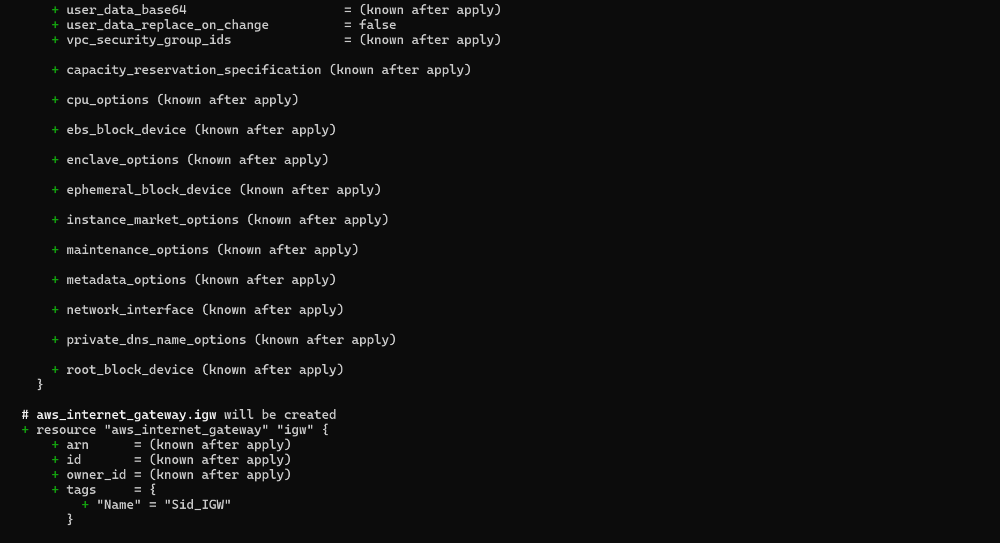 + user_data_base64                     = (known after apply)
+ user_data_replace_on_change          = false
+ vpc_security_group_ids               = (known after apply)
+ capacity_reservation_specification (known after apply)
+ cpu_options (known after apply)
+ ebs_block_device (known after apply)
+ enclave_options (known after apply)
+ ephemeral_block_device (known after apply)
+ instance_market_options (known after apply)
+ maintenance_options (known after apply)
+ metadata_options (known after apply)
+ network_interface (known after apply)
+ private_dns_name_options (known after apply)
+ root_block_device (known after apply)
}
# aws_internet_gateway.igw will be created
+ resource "aws_internet_gateway" "igw" {
+ arn      = (known after apply)
+ id       = (known after apply)
+ owner_id = (known after apply)
+ tags     = {
+ "Name" = "Sid_IGW"
}